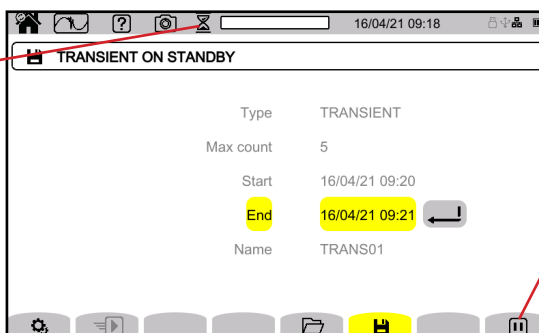 ?
16/04/21 09:18
TRANSIENT ON STANDBY
Type TRANSIENT
Max count 5
Start 16/04/21 09:20
End 16/04/21 09:21
Name TRANS01